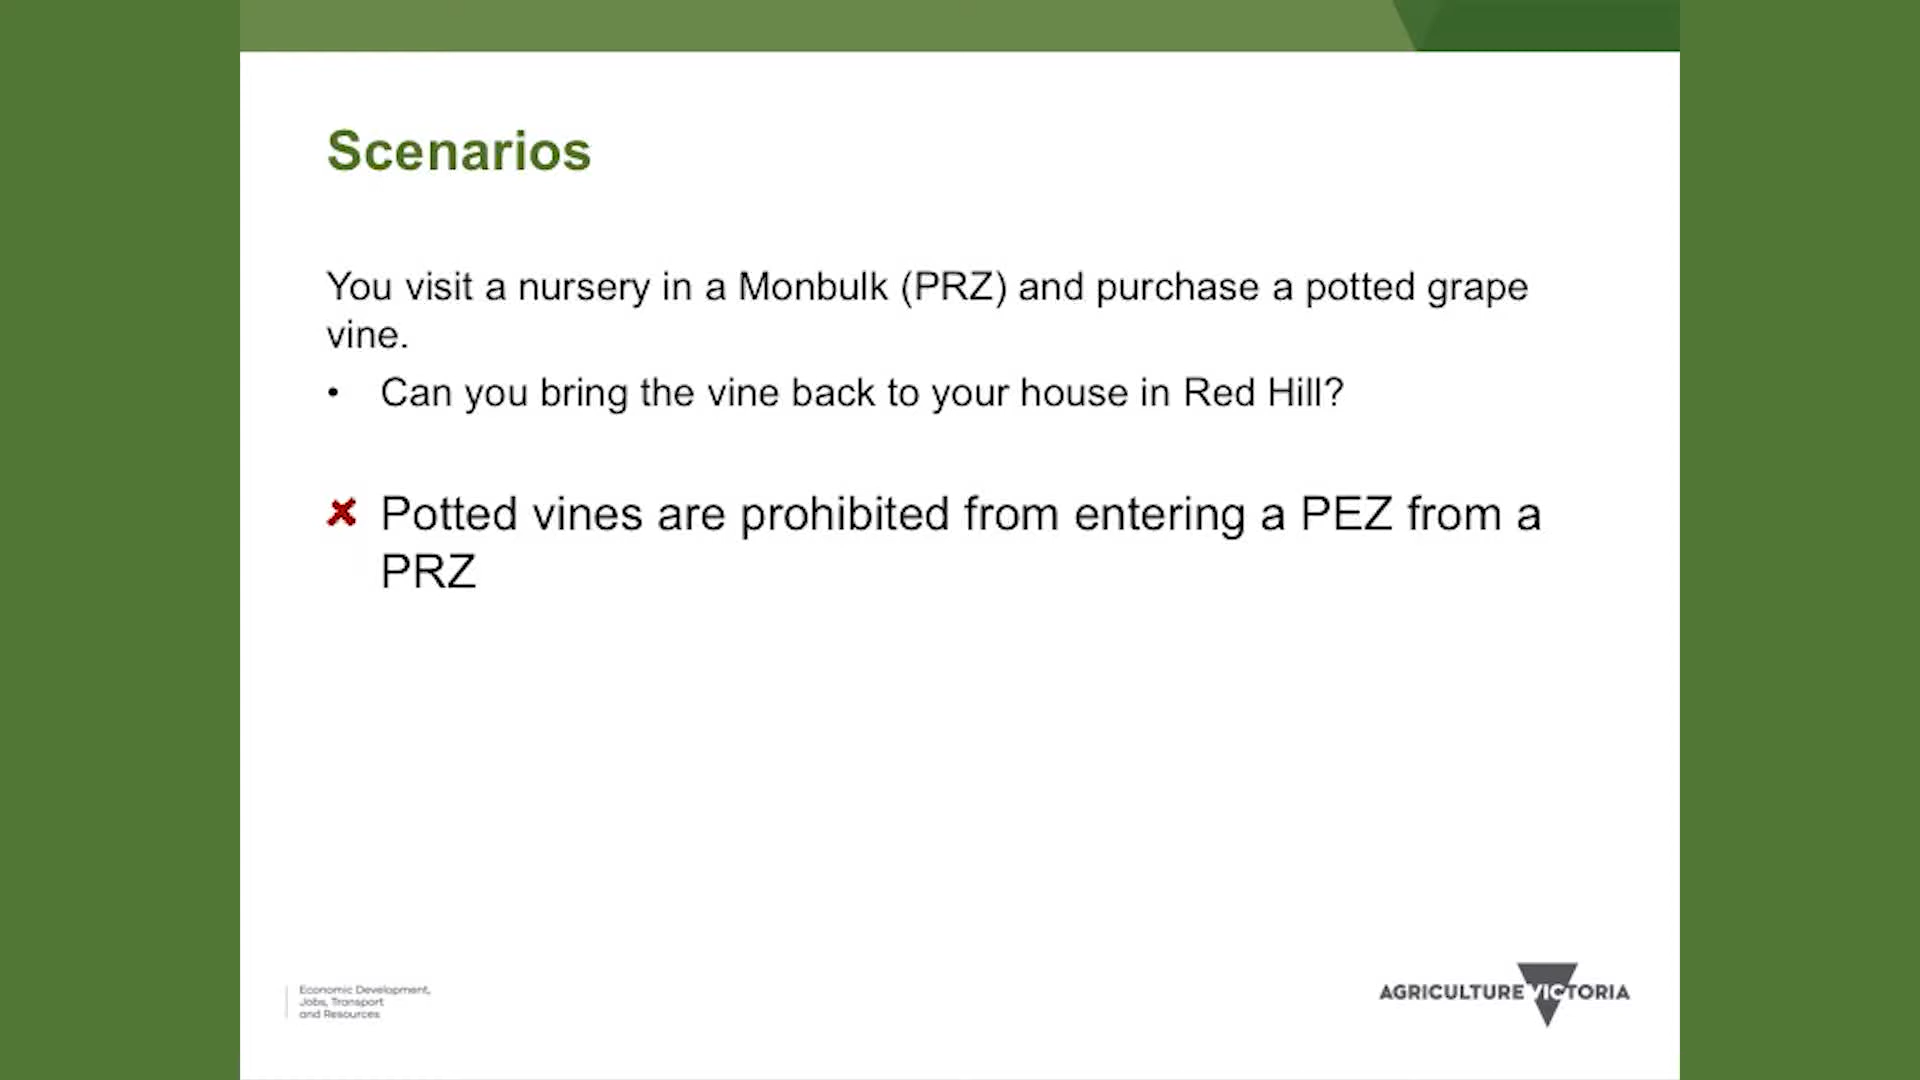 Scenarios
You visit a nursery in a Monbulk (PRZ) and purchase a potted grape
vine.
• Can you bring the vine back to your house in Red Hill?
✘ Potted vines are prohibited from entering a PEZ from a
PRZ
Economic Development,
Jobs, Transport
and Resources
AGRICULTURE VICTORIA